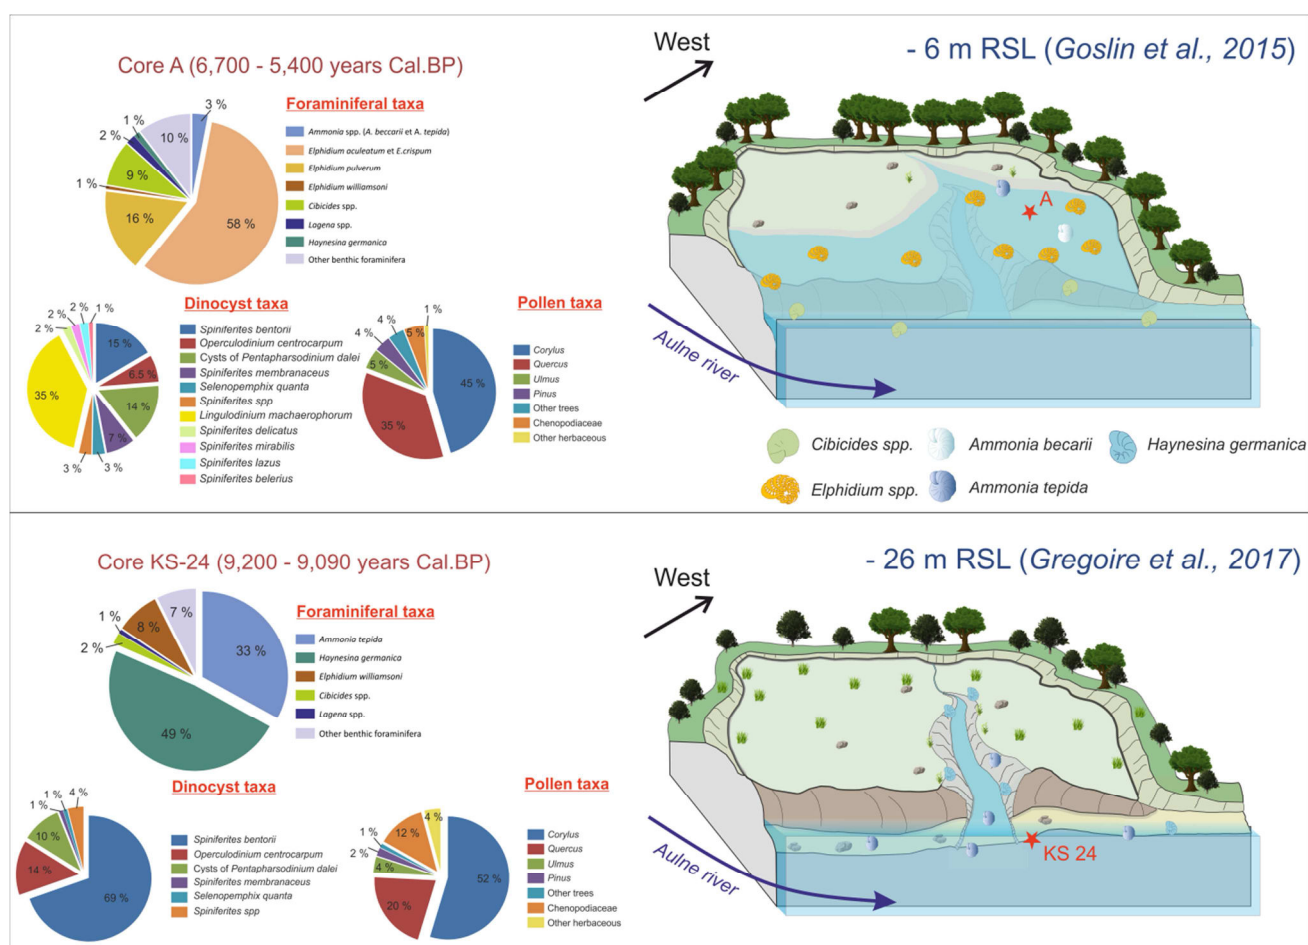 Core A (6,700 - 5,400 years Cal.BP)
3 %
1 %
2 %
10 %
9 %
1 %
16 %
58 %
Foraminiferal taxa
Ammonia spp. (A. beccarii et A. tepida)
Elphidium aculeatum et E.crispum
Elphidium pulverum
Elphidium williamsoni
Cibicides spp.
Lagena spp.
Haynesina germanica
Other benthic foraminifera
2 %
2 %
2 %
1 %
15 %
6.5 %
14 %
7 %
3 %
3 %
35 %
Dinocyst taxa
Spiniferites bentorii
Operculodinium centrocarpum
Cysts of Pentapharsodinium dalei
Spiniferites membranaceus
Selenopemphix quanta
Spiniferites spp
Lingulodinium machaerophorum
Spiniferites delicatus
Spiniferites mirabilis
Spiniferites lazus
Spiniferites belerius
1 %
4 %
5 %
4 %
5 %
45 %
35 %
Pollen taxa
Corylus
Quercus
Ulmus
Pinus
Other trees
Chenopodiaceae
Other herbaceous
West
- 6 m RSL (Goslin et al., 2015)
A
Aulne river
Cibicides spp.
Ammonia becarii
Haynesina germanica
Elphidium spp.
Ammonia tepida
Core KS-24 (9,200 - 9,090 years Cal.BP)
7 %
1 %
8 %
2 %
33 %
49 %
Foraminiferal taxa
Ammonia tepida
Haynesina germanica
Elphidium williamsoni
Cibicides spp.
Lagena spp.
Other benthic foraminifera
1 %
4 %
1 %
10 %
14 %
69 %
Dinocyst taxa
Spiniferites bentorii
Operculodinium centrocarpum
Cysts of Pentapharsodinium dalei
Spiniferites membranaceus
Selenopemphix quanta
Spiniferites spp
4 %
12 %
1 %
2 %
4 %
52 %
20 %
Pollen taxa
Corylus
Quercus
Ulmus
Pinus
Other trees
Chenopodiaceae
Other herbaceous
West
- 26 m RSL (Gregoire et al., 2017)
KS 24
Aulne river